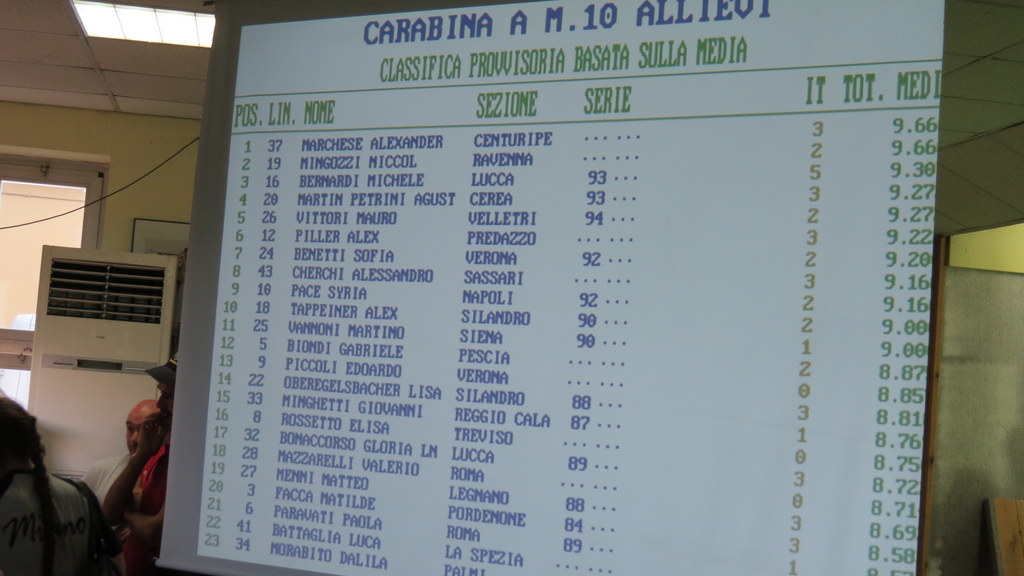 CARABINA A M.10 ALLIEVI
CLASSIFICA PROVVISORIA BASATA SULLA MEDIA
POS. LIN. NOME SEZIONE SERIE IT TOT. MEDI
1 37 MARCHESE ALEXANDER CENTURIPE ... ... 3 9.66
2 19 MINGOZZI NICCOL RAVENNA ... ... 2 9.66
3 16 BERNARDI MICHELE LUCCA 93 ... 5 9.30
4 20 MARTIN PETRINI AGUST CEREA 93 ... 3 9.27
5 26 VITTORI MAURO VELLETRI 94 ... 2 9.27
6 12 PILLER ALEX PREDAZZO ... ... 3 9.22
7 24 BENETTI SOFIA VERONA 92 ... 2 9.20
8 43 CHERCHI ALESSANDRO SASSARI ... ... 3 9.16
9 10 PACE SYRIA NAPOLI 92 ... 2 9.16
10 18 TAPPEINER ALEX SILANDRO 90 ... 2 9.00
11 25 VANNONI MARTINO SIENA 90 ... 1 9.00
12 5 BIONDI GABRIELE PESCIA ... ... 2 8.87
13 9 PICCOLI EDOARDO VERONA ... ... 0 8.85
14 22 OBEREGELSBACHER LISA SILANDRO 88 ... 3 8.81
15 33 MINGHETTI GIOVANNI REGGIO CALA 87 ... 1 8.76
16 8 ROSSETTO ELISA TREVISO ... ... 0 8.75
17 32 BONACCORSO GLORIA LN LUCCA 89 ... 3 8.72
18 28 MAZZARELLI VALERIO ROMA ... ... 0 8.71
19 27 MENNI MATTEO LEGNANO 88 ... 3 8.69
20 3 FACCA MATILDE PORDENONE 84 ... 3 8.58
21 6 PARAVATI PAOLA ROMA 89 ... 1
22 41 BATTAGLIA LUCA LA SPEZIA ... ...
23 34 MORABITO DALILA PALMI